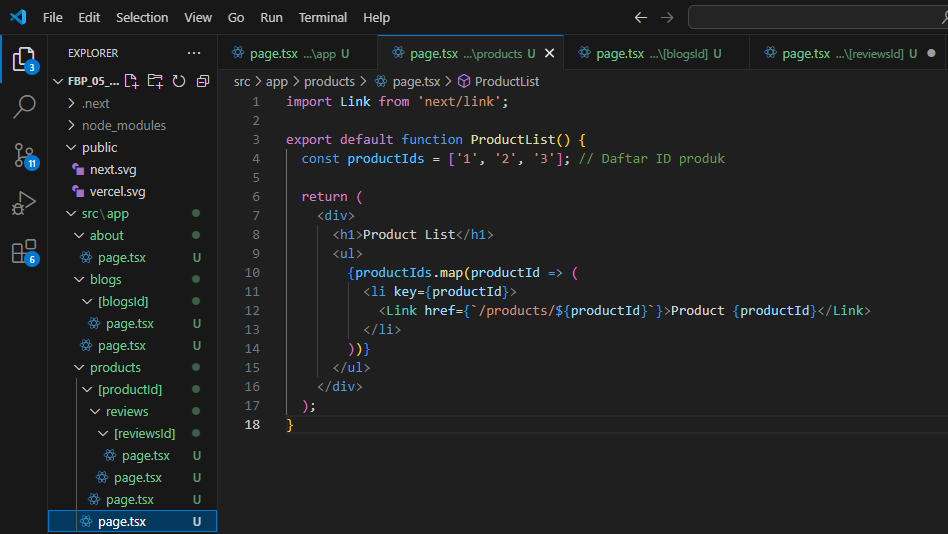 File Edit Selection View Go Run Terminal Help
EXPLORER
page.tsx ...\app U
page.tsx ...\products U
page.tsx ...\[blogsId] U
page.tsx ...\[reviewsId] U
FBP_05_...
src > app > products > page.tsx > ProductList
.next
node_modules
public
next.svg
vercel.svg
src\app
about
page.tsx U
blogs
[blogsId]
page.tsx U
page.tsx U
products
[productId]
reviews
[reviewsId]
page.tsx U
page.tsx U
page.tsx U
page.tsx U
3
11
6
1 import Link from 'next/link';
2
3 export default function ProductList() {
4 const productIds = ['1', '2', '3']; // Daftar ID produk
5
6 return (
7 <div>
8 <h1>Product List</h1>
9 <ul>
10 {productIds.map(productId => (
11 <li key={productId}>
12 <Link href={`/products/${productId}`}>Product {productId}</Link>
13 </li>
14 ))}
15 </ul>
16 </div>
17 );
18 }